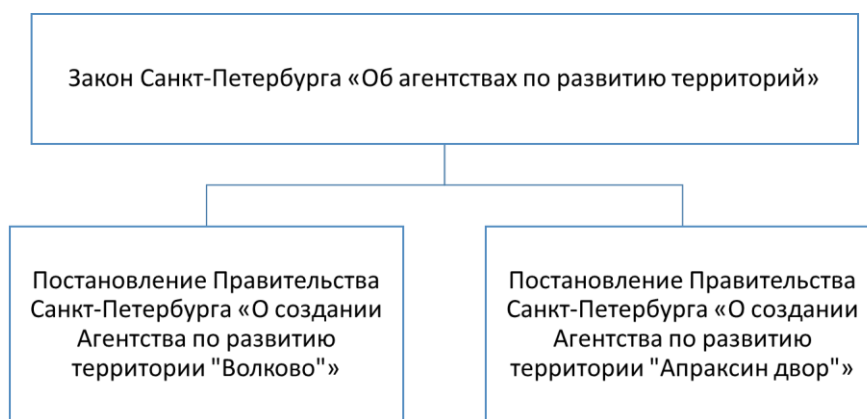 Закон Санкт-Петербурга «Об агентствах по развитию территорий»
Постановление Правительства
Санкт-Петербурга «О создании
Агентства по развитию
территории "Волково"»
Постановление Правительства
Санкт-Петербурга «О создании
Агентства по развитию
территории "Апраксин двор"»